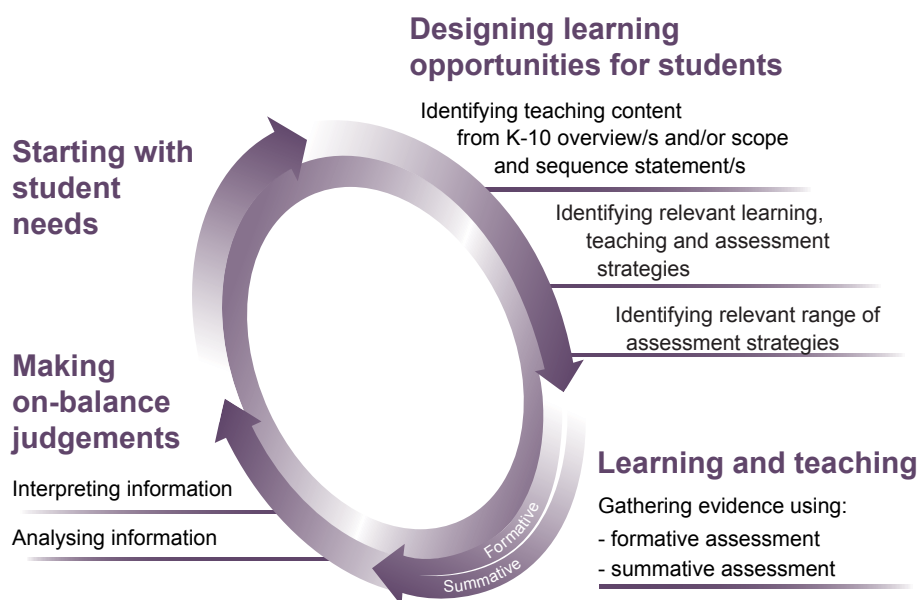 Designing learning
opportunities for students
Identifying teaching content
from K-10 overview/s and/or scope
and sequence statement/s
Identifying relevant learning,
teaching and assessment
strategies
Identifying relevant range of
assessment strategies
Learning and teaching
Gathering evidence using:
- formative assessment
- summative assessment
Formative
Summative
Making
on-balance
judgements
Interpreting information
Analysing information
Starting with
student
needs